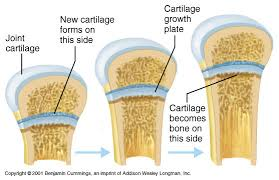 Joint
cartilage
New cartilage
forms on
this side
Cartilage
growth
plate
Cartilage
becomes
bone on
this side
Copyright © 2001 Benjamin Cummings, an imprint of Addison Wesley Longman, Inc.